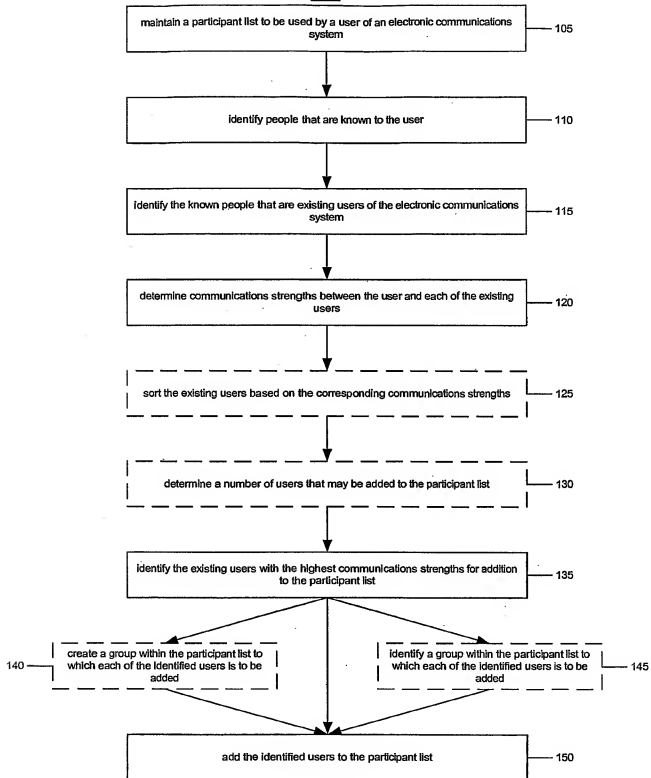 maintain a participant list to be used by a user of an electronic communications
system
105
identify people that are known to the user
110
identify the known people that are existing users of the electronic communications
system
115
determine communications strengths between the user and each of the existing
users
120
sort the existing users based on the corresponding communications strengths
125
determine a number of users that may be added to the participant list
130
identify the existing users with the highest communications strengths for addition
to the participant list
135
140
create a group within the participant list to
which each of the identified users is to be
added
identify a group within the participant list to
which each of the identified users is to be
added
145
add the identified users to the participant list
150